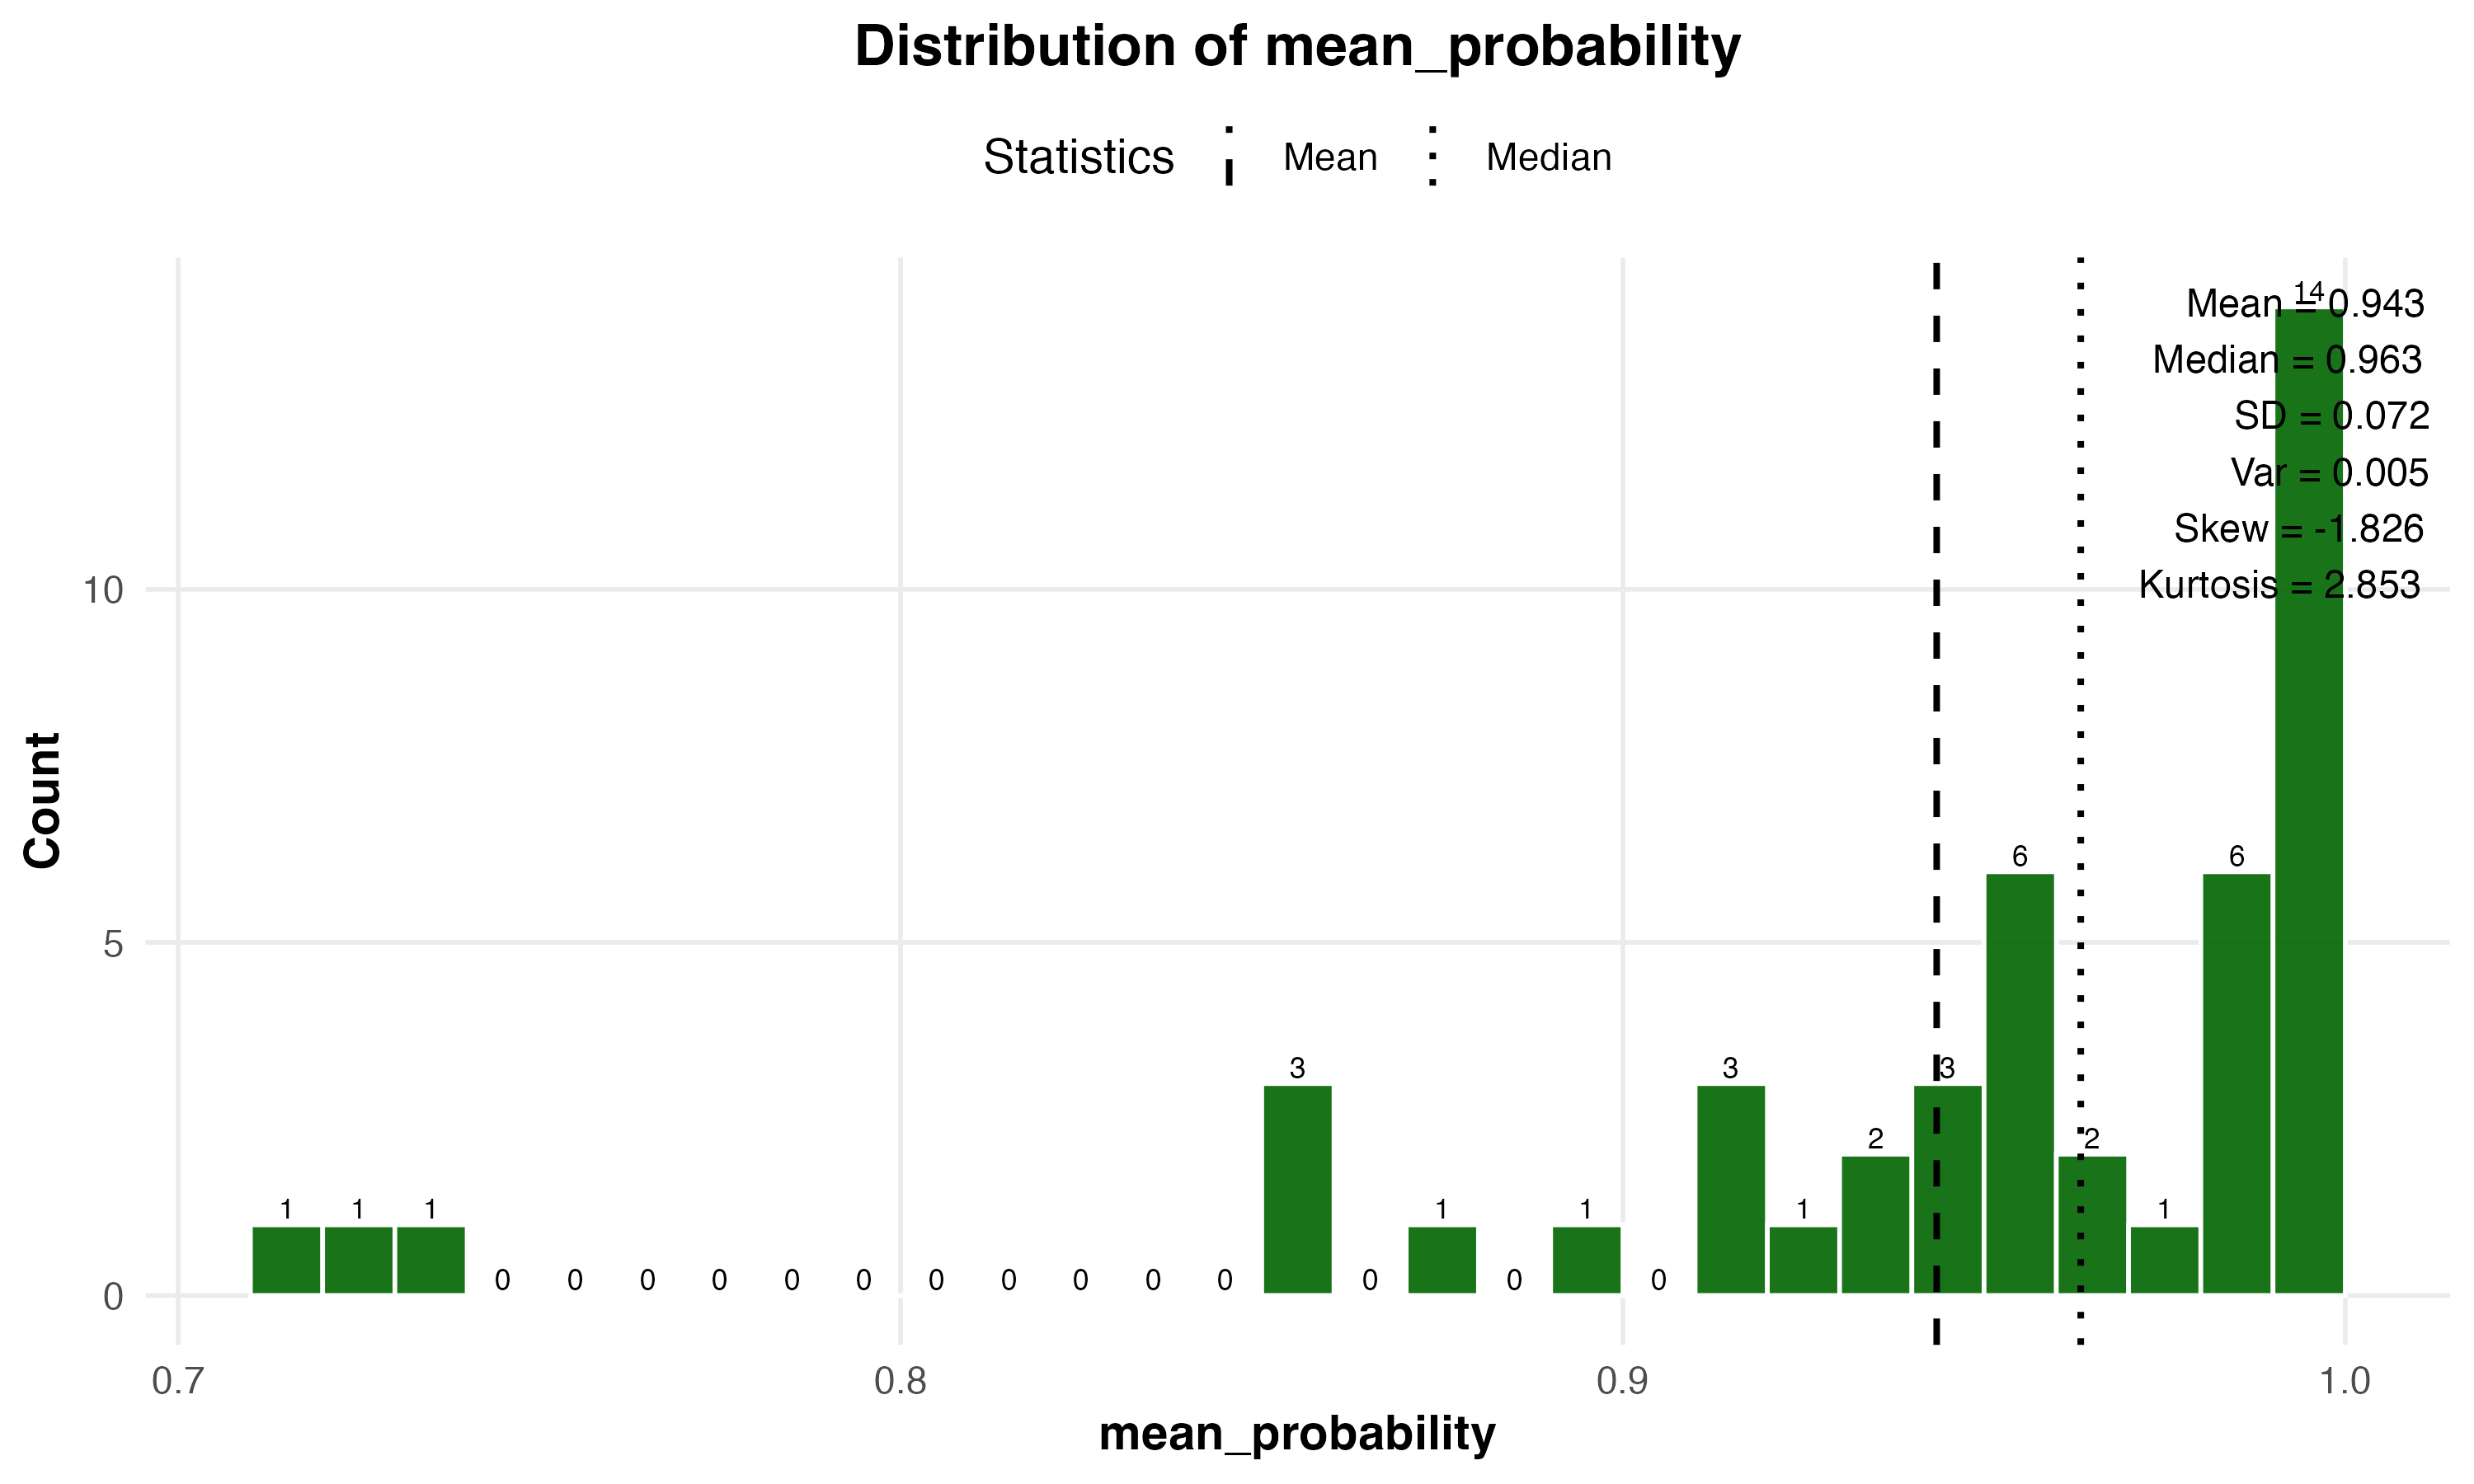 Distribution of mean_probability
Statistics Mean Median
14
Mean = 0.943
Median = 0.963
SD = 0.072
Var = 0.005
Skew = -1.826
Kurtosis = 2.853
10
5
0
Count
1 1 1 0 0 0 0 0 0 0 0 0 0 0 3 0 1 0 1 0 3 1 2 3 6 2 1 6
0.7 0.8 0.9 1.0
mean_probability